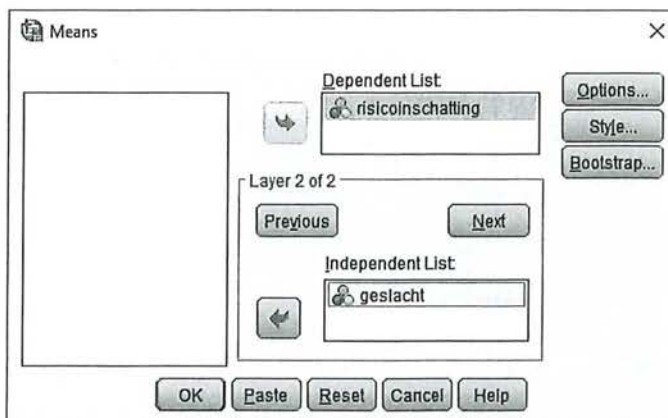 Means
Dependent List:
risicoinschatting
Options...
Style...
Bootstrap...
Layer 2 of 2
Previous
Next
Independent List:
geslacht
OK
Paste
Reset
Cancel
Help